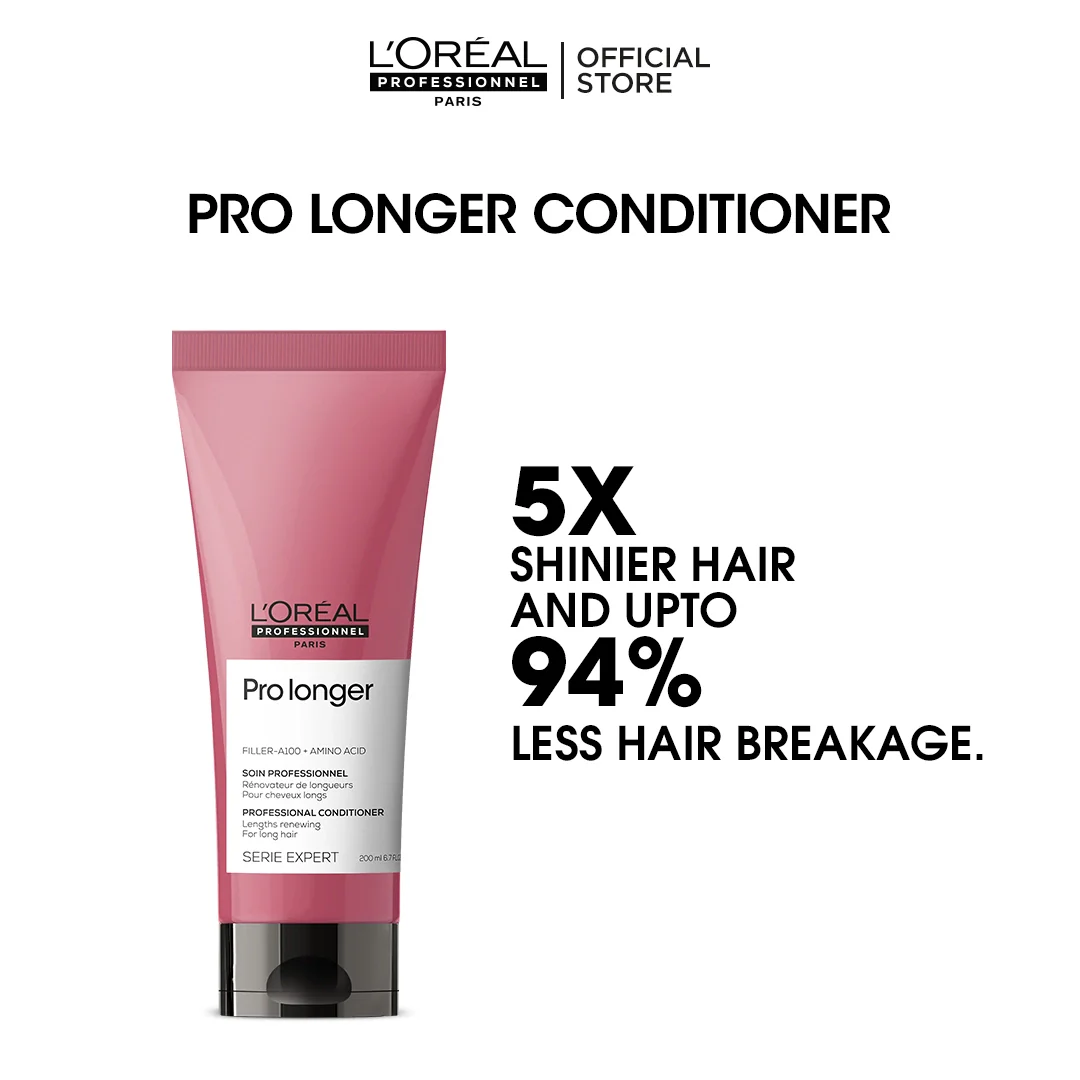 L'ORÉAL
PROFESSIONNEL
PARIS
OFFICIAL
STORE
PRO LONGER CONDITIONER
5X
SHINIER HAIR
AND UPTO
94%
LESS HAIR BREAKAGE.
L'ORÉAL
PROFESSIONNEL
PARIS
Pro longer
FILLER-A100 + AMINO ACID
SOIN PROFESSIONNEL
Rénovateur de longueurs
Pour cheveux longs
PROFESSIONAL CONDITIONER
Lengths renewing
For long hair
SERIE EXPERT 200 ml 6.7